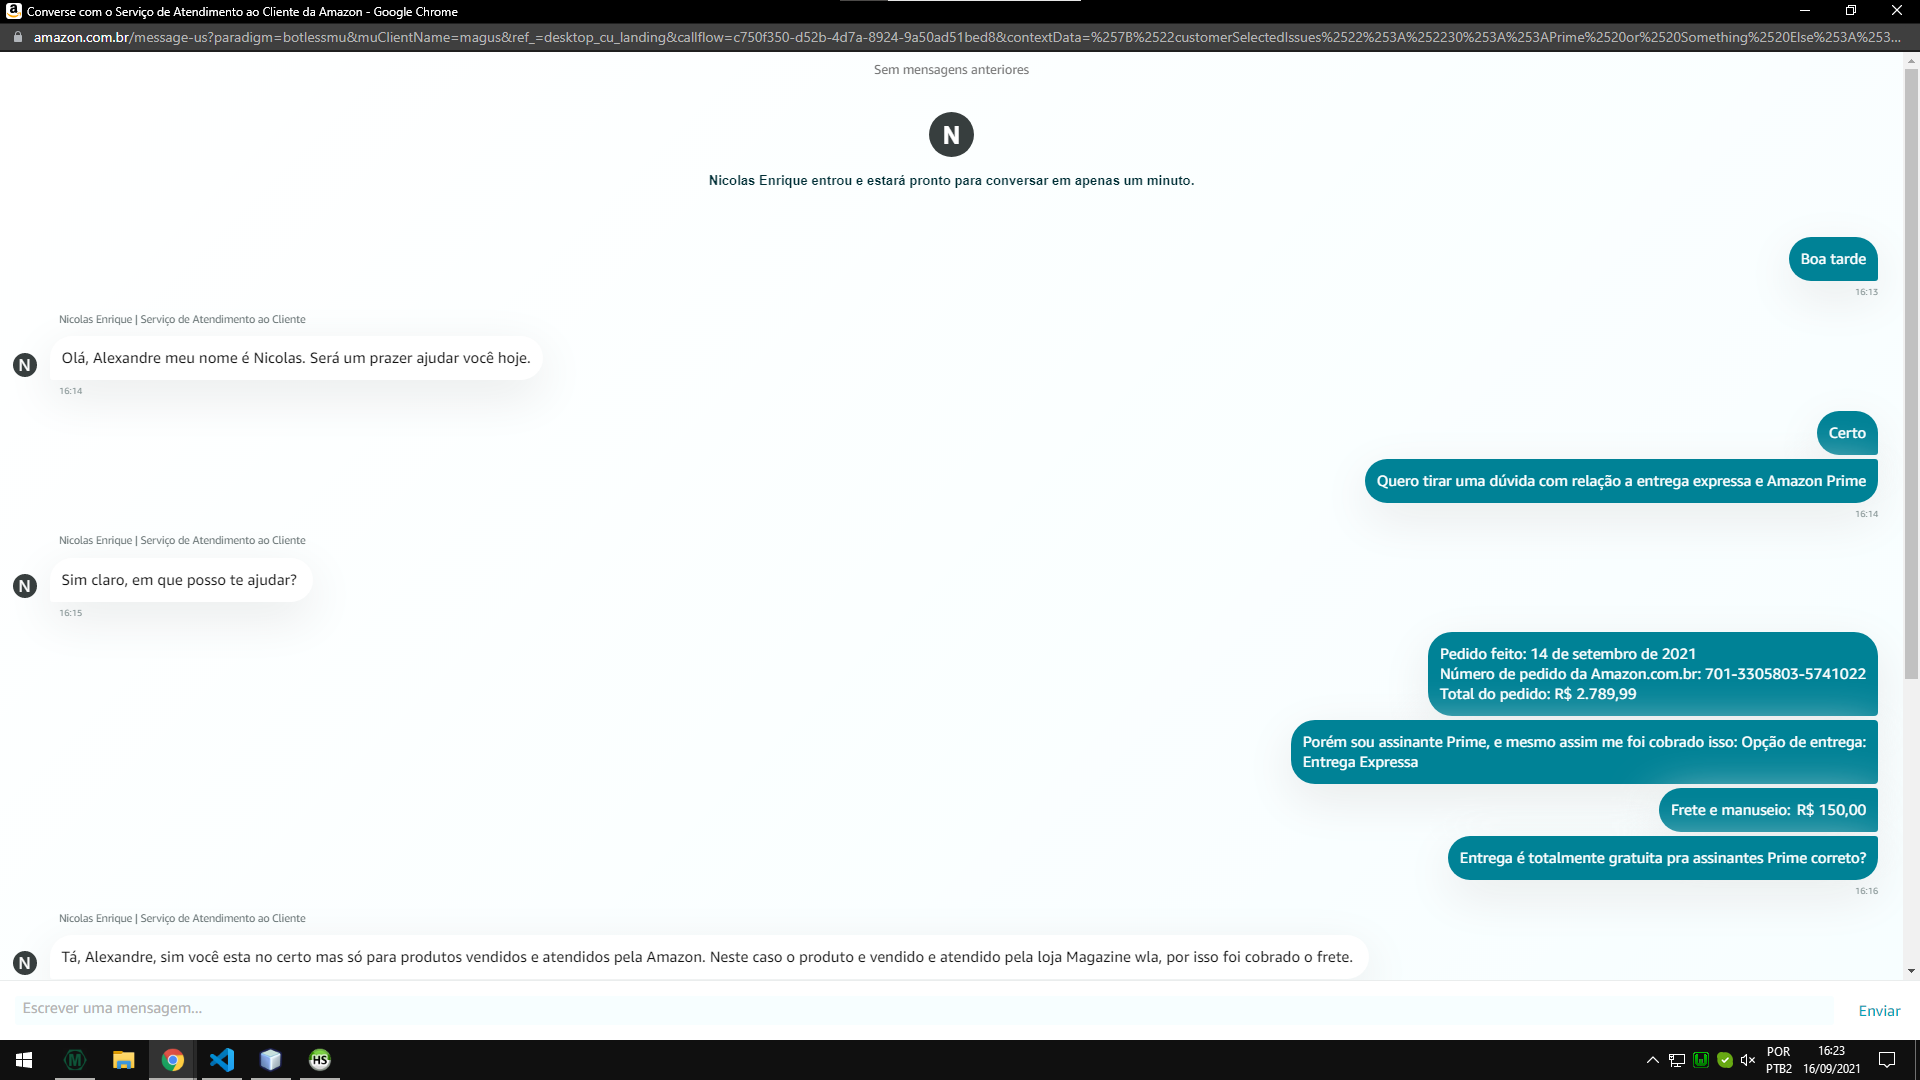 Converse com o Serviço de Atendimento ao Cliente da Amazon - Google Chrome
amazon.com.br/message-us?paradigm=botlessmu&muClientName=magus&ref_=desktop_cu_landing&callflow=c750f350-d52b-4d7a-8924-9a50ad51bed8&contextData=%257B%2522customerSelectedIssues%2522%253A%252230%253A%253APrime%2520or%2520Something%2520Else%253A%253...
Sem mensagens anteriores
N
Nicolas Enrique entrou e estará pronto para conversar em apenas um minuto.
Boa tarde
16:13
Nicolas Enrique | Serviço de Atendimento ao Cliente
N
Olá, Alexandre meu nome é Nicolas. Será um prazer ajudar você hoje.
16:14
Certo
Quero tirar uma dúvida com relação a entrega expressa e Amazon Prime
16:14
Nicolas Enrique | Serviço de Atendimento ao Cliente
N
Sim claro, em que posso te ajudar?
16:15
Pedido feito: 14 de setembro de 2021
Número de pedido da Amazon.com.br: 701-3305803-5741022
Total do pedido: R$ 2.789,99
Porém sou assinante Prime, e mesmo assim me foi cobrado isso: Opção de entrega:
Entrega Expressa
Frete e manuseio: R$ 150,00
Entrega é totalmente gratuita pra assinantes Prime correto?
16:16
Nicolas Enrique | Serviço de Atendimento ao Cliente
N
Tá, Alexandre, sim você esta no certo mas só para produtos vendidos e atendidos pela Amazon. Neste caso o produto e vendido e atendido pela loja Magazine wla, por isso foi cobrado o frete.
Escrever uma mensagem...
Enviar
M
HS
POR
PTB2
16:23
16/09/2021